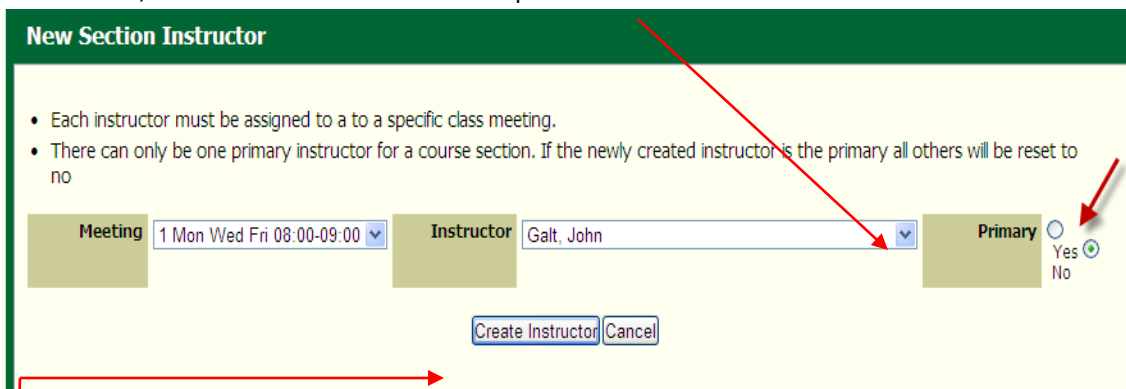 New Section Instructor
• Each instructor must be assigned to a to a specific class meeting.
• There can only be one primary instructor for a course section. If the newly created instructor is the primary all others will be reset to
no
Meeting 1 Mon Wed Fri 08:00-09:00 Instructor Galt, John Primary
Yes
No
Create Instructor Cancel